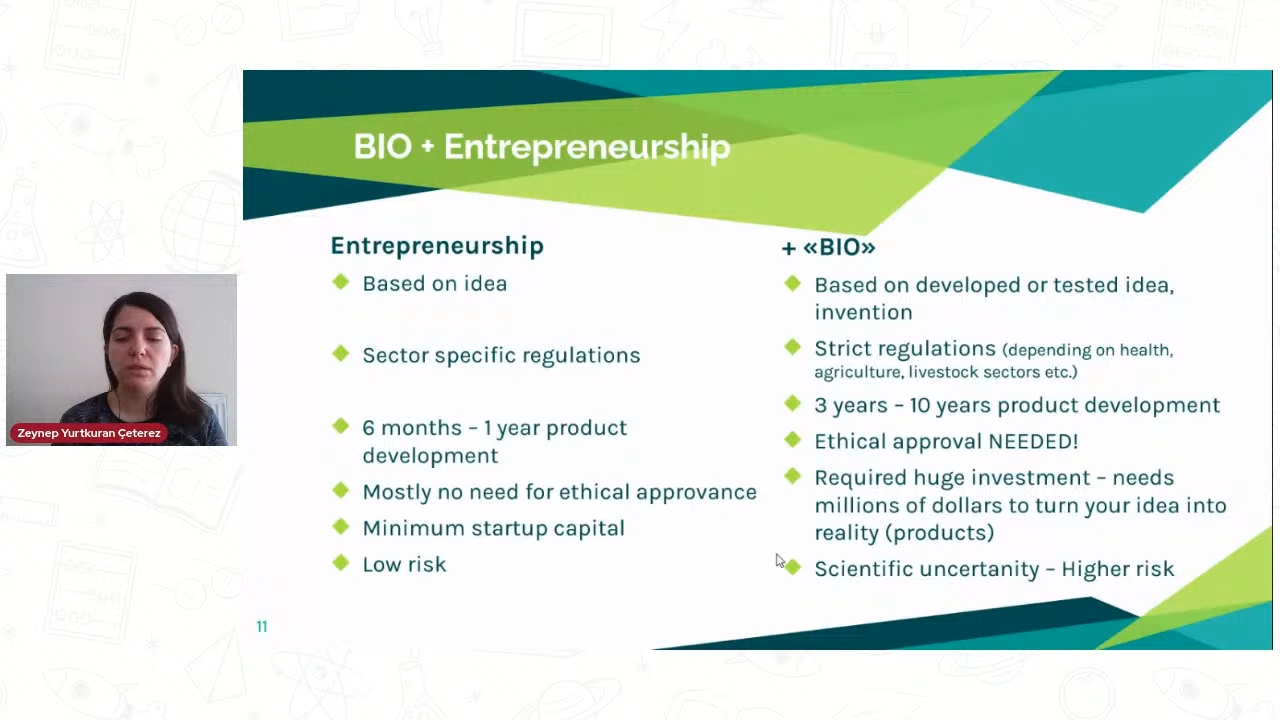 BIO + Entrepreneurship
Entrepreneurship
Based on idea
Sector specific regulations
6 months – 1 year product
development
Mostly no need for ethical approvance
Minimum startup capital
Low risk
+ «BIO»
Based on developed or tested idea,
invention
Strict regulations (depending on health,
agriculture, livestock sectors etc.)
3 years – 10 years product development
Ethical approval NEEDED!
Required huge investment – needs
millions of dollars to turn your idea into
reality (products)
Scientific uncertanity – Higher risk
11
Zeynep Yurtkuran Çeterez